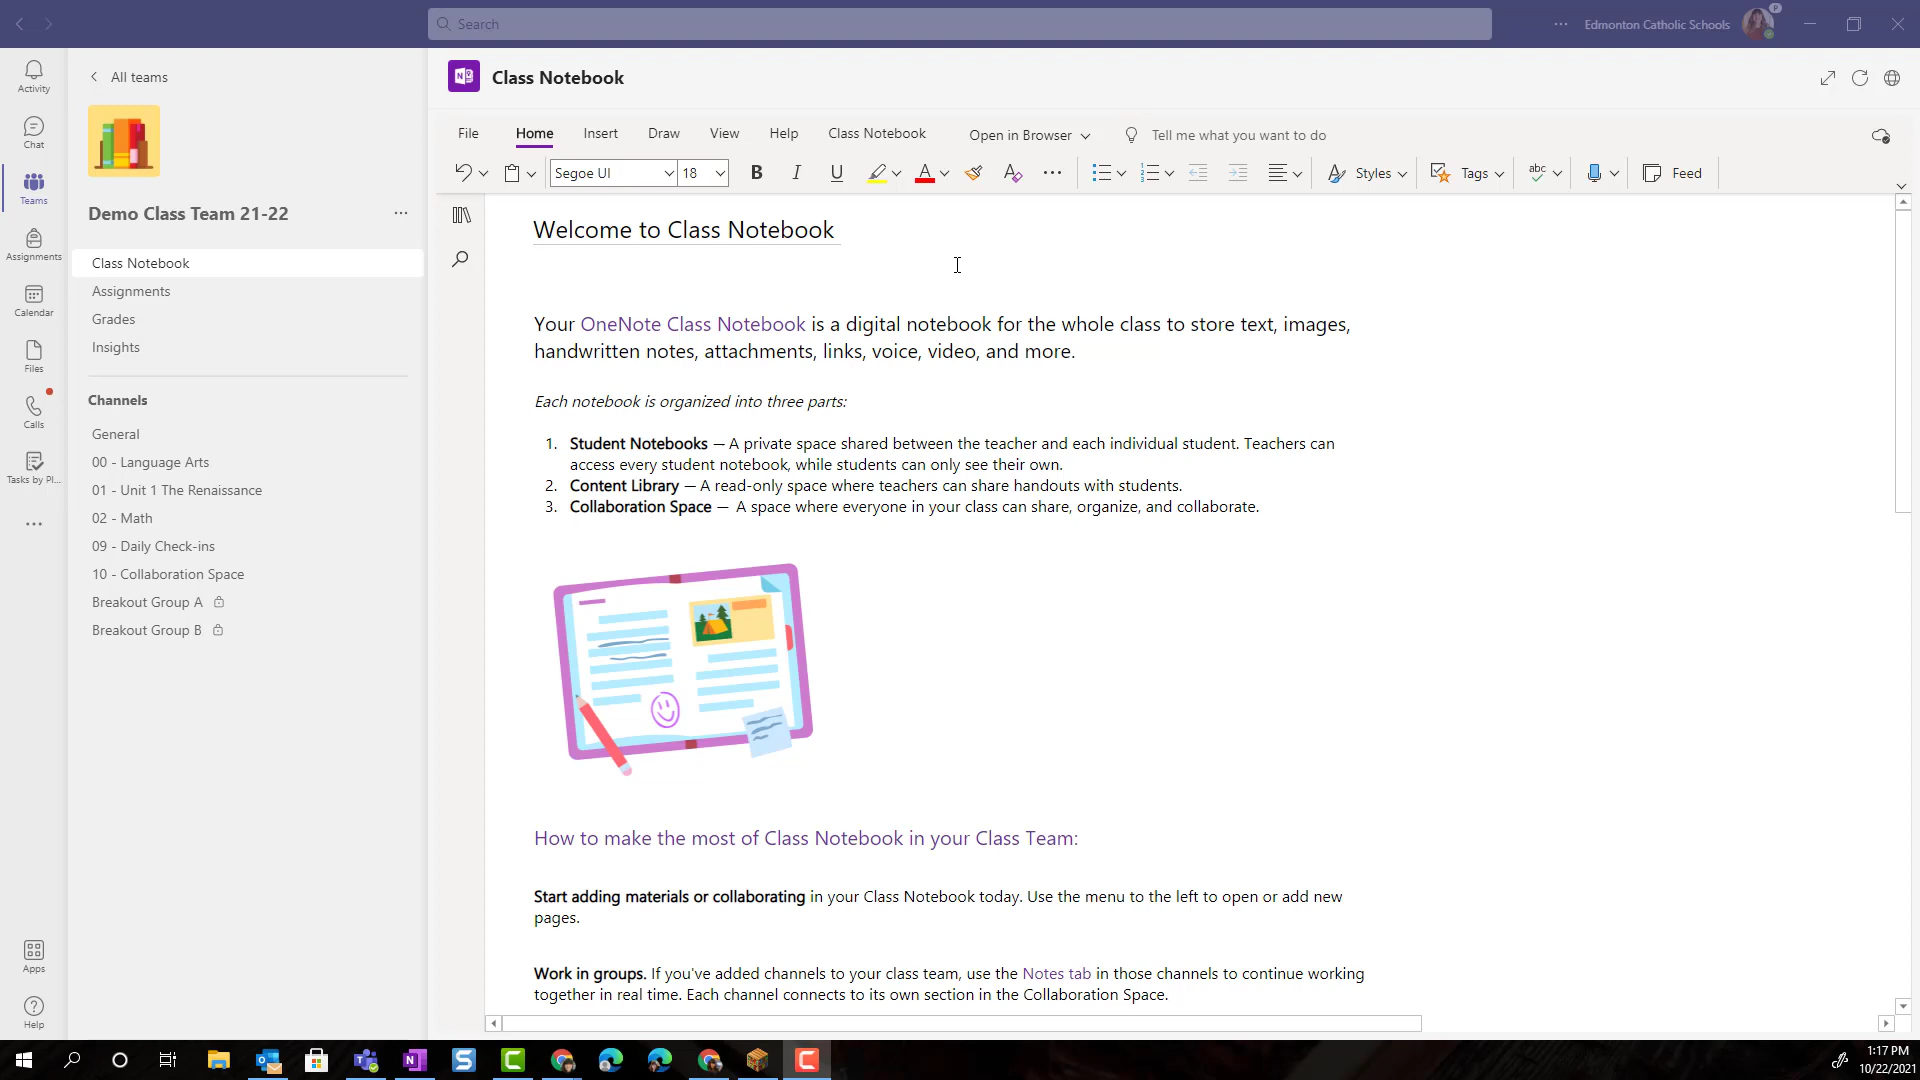 Search
Edmonton Catholic Schools
P
Activity
Chat
Teams
Assignments
Calendar
Files
Calls
Tasks by Pl...
Apps
Help
All teams
Demo Class Team 21-22
Class Notebook
Assignments
Grades
Insights
Channels
General
00 - Language Arts
01 - Unit 1 The Renaissance
02 - Math
09 - Daily Check-ins
10 - Collaboration Space
Breakout Group A
Breakout Group B
Class Notebook
File Home Insert Draw View Help Class Notebook Open in Browser Tell me what you want to do
Segoe UI 18 B I U A A Styles Tags abc Feed
Welcome to Class Notebook
Your OneNote Class Notebook is a digital notebook for the whole class to store text, images,
handwritten notes, attachments, links, voice, video, and more.
Each notebook is organized into three parts:
1. Student Notebooks — A private space shared between the teacher and each individual student. Teachers can
access every student notebook, while students can only see their own.
2. Content Library — A read-only space where teachers can share handouts with students.
3. Collaboration Space — A space where everyone in your class can share, organize, and collaborate.
How to make the most of Class Notebook in your Class Team:
Start adding materials or collaborating in your Class Notebook today. Use the menu to the left to open or add new
pages.
Work in groups. If you've added channels to your class team, use the Notes tab in those channels to continue working
together in real time. Each channel connects to its own section in the Collaboration Space.
1:17 PM
10/22/2021